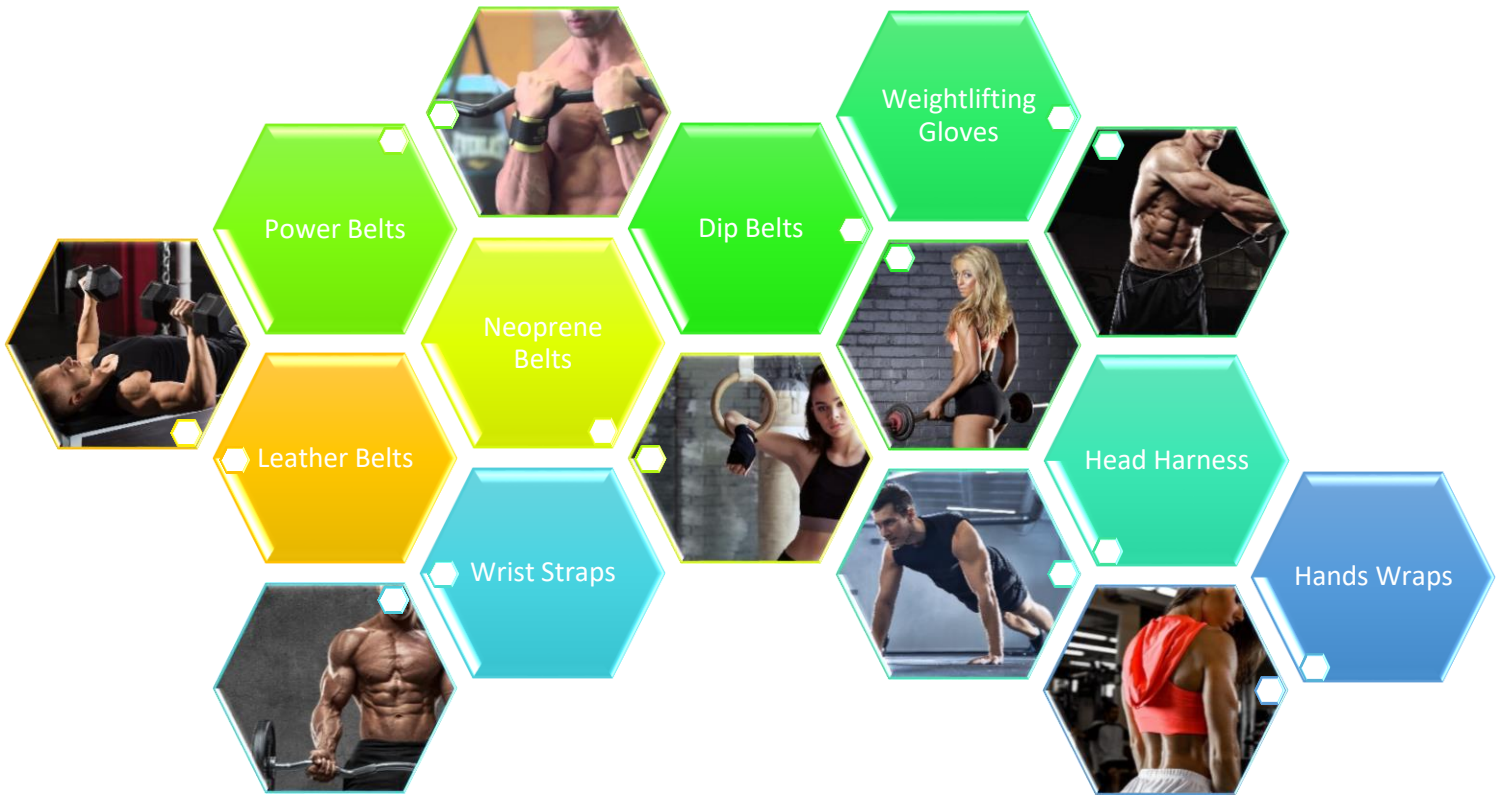 Weightlifting
Gloves
Power Belts
Dip Belts
Neoprene
Belts
Leather Belts
Head Harness
Wrist Straps
Hands Wraps